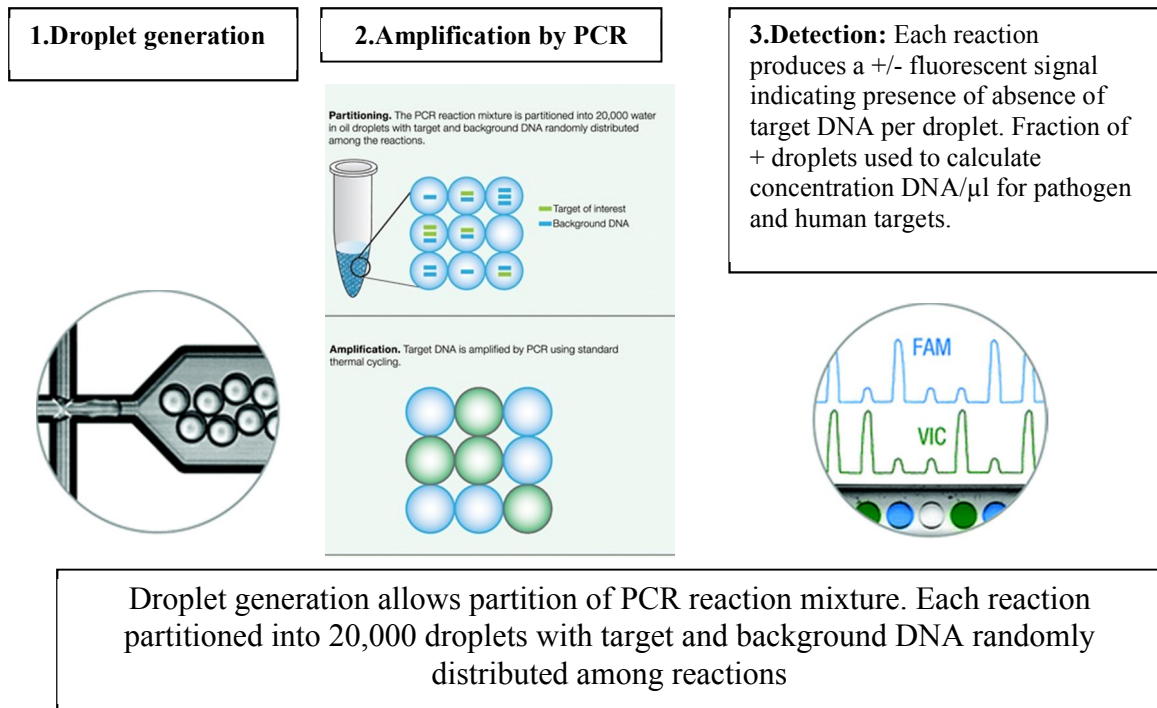 1.Droplet generation
2.Amplification by PCR
Partitioning. The PCR reaction mixture is partitioned into 20,000 water
in oil droplets with target and background DNA randomly distributed
among the reactions.
Target of interest
Background DNA
Amplification. Target DNA is amplified by PCR using standard
thermal cycling.
3.Detection: Each reaction
produces a +/- fluorescent signal
indicating presence of absence of
target DNA per droplet. Fraction of
+ droplets used to calculate
concentration DNA/µl for pathogen
and human targets.
FAM
VIC
Droplet generation allows partition of PCR reaction mixture. Each reaction
partitioned into 20,000 droplets with target and background DNA randomly
distributed among reactions